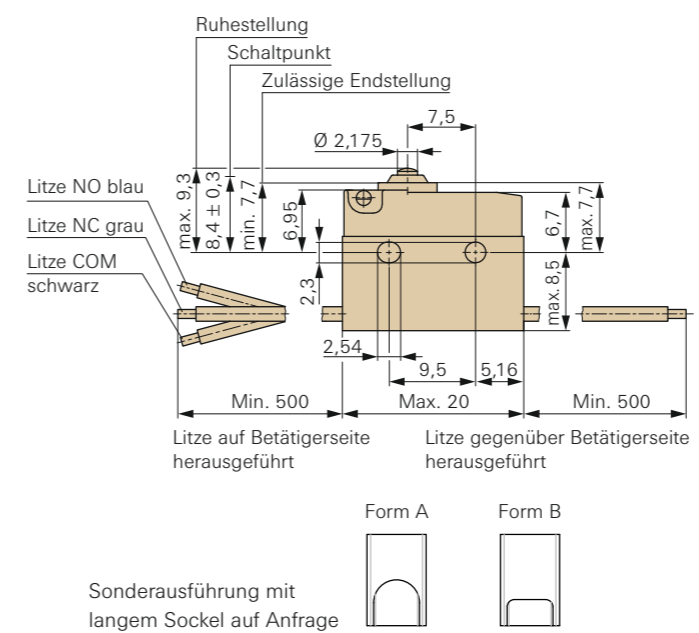 Ruhestellung
Schaltpunkt
Zulässige Endstellung
7,5
Ø 2,175
max. 9,3
8,4 ± 0,3
min. 7,7
6,95
6,7
max. 7,7
Litze NO blau
Litze NC grau
Litze COM
schwarz
2,3
max. 8,5
2,54
9,5
5,16
Min. 500
Max. 20
Min. 500
Litze auf Betätigerseite
herausgeführt
Litze gegenüber Betätigerseite
herausgeführt
Form A
Form B
Sonderausführung mit
langem Sockel auf Anfrage